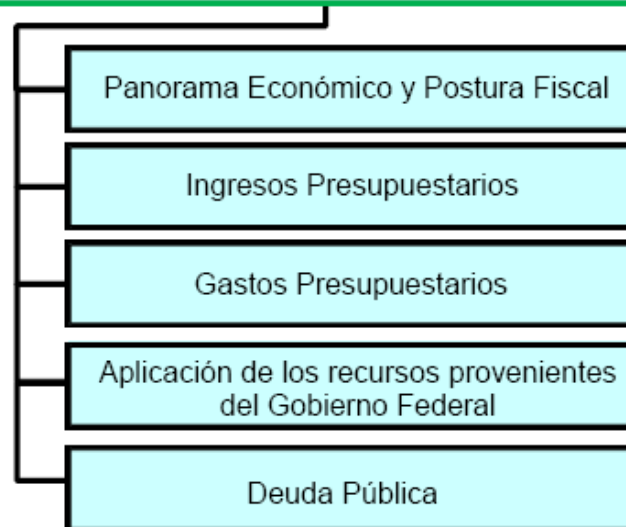 Panorama Económico y Postura Fiscal
Ingresos Presupuestarios
Gastos Presupuestarios
Aplicación de los recursos provenientes
del Gobierno Federal
Deuda Pública